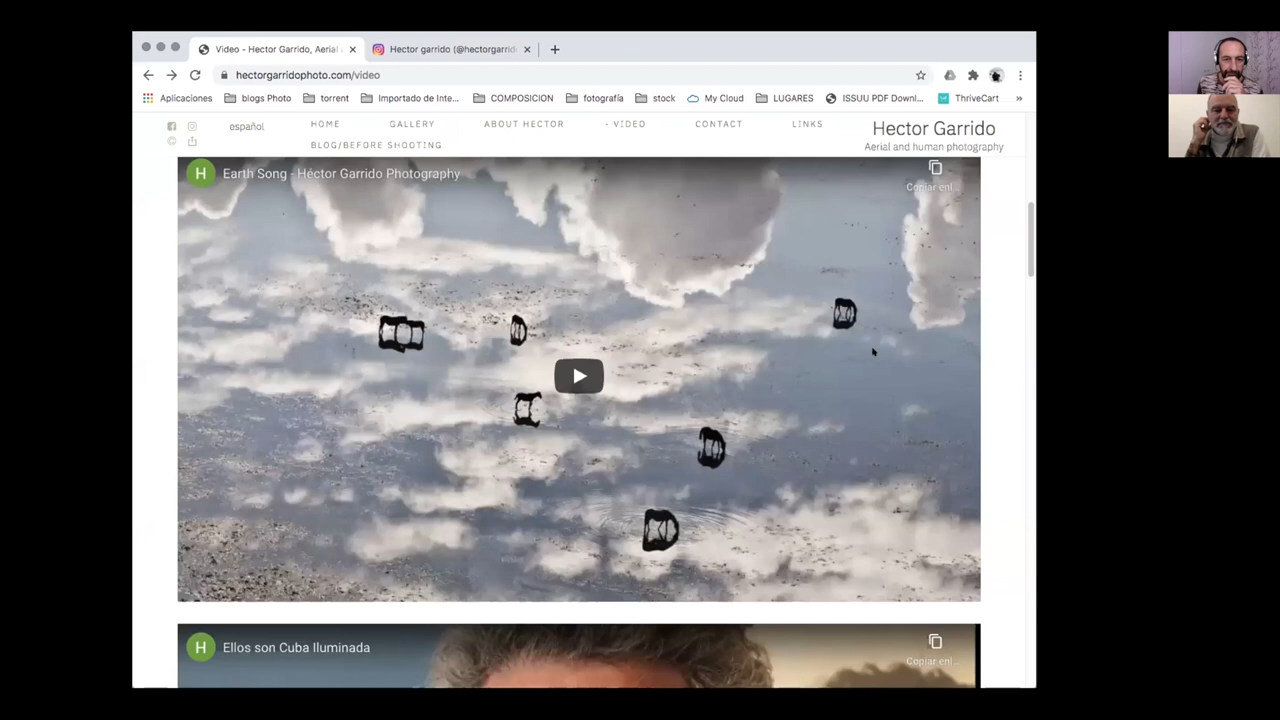 Video - Hector Garrido, Aerial
Hector garrido (@hectorgarrid
hectorgarridophoto.com/video
Aplicaciones
blogs Photo
torrent
Importado de Inte...
COMPOSICION
fotografía
stock
My Cloud
LUGARES
ISSUU PDF Downl...
ThriveCart
»
español
HOME
GALLERY
ABOUT HECTOR
- VIDEO
CONTACT
LINKS
BLOG/BEFORE SHOOTING
Hector Garrido
Aerial and human photography
H
Earth Song - Héctor Garrido Photography
Copiar enl...
H
Ellos son Cuba Iluminada
Copiar enl...